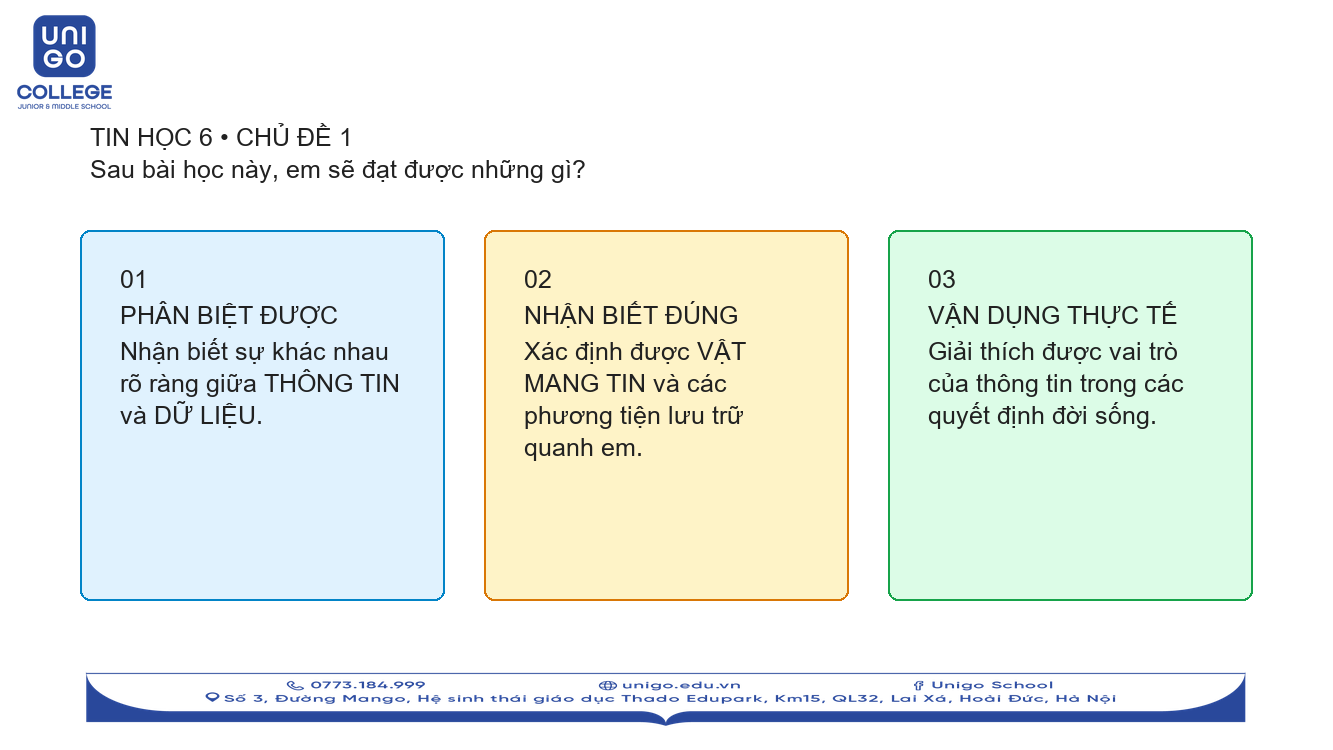 UNI
GO
COLLEGE
JUNIOR & MIDDLE SCHOOL
TIN HỌC 6 • CHỦ ĐỀ 1
Sau bài học này, em sẽ đạt được những gì?
01
PHÂN BIỆT ĐƯỢC
Nhận biết sự khác nhau
rõ ràng giữa THÔNG TIN
và DỮ LIỆU.
02
NHẬN BIẾT ĐÚNG
Xác định được VẬT
MANG TIN và các
phương tiện lưu trữ
quanh em.
03
VẬN DỤNG THỰC TẾ
Giải thích được vai trò
của thông tin trong các
quyết định đời sống.
0773.184.999
unigo.edu.vn
Unigo School
Số 3, Đường Mango, Hệ sinh thái giáo dục Thado Edupark, Km15, QL32, Lai Xá, Hoài Đức, Hà Nội